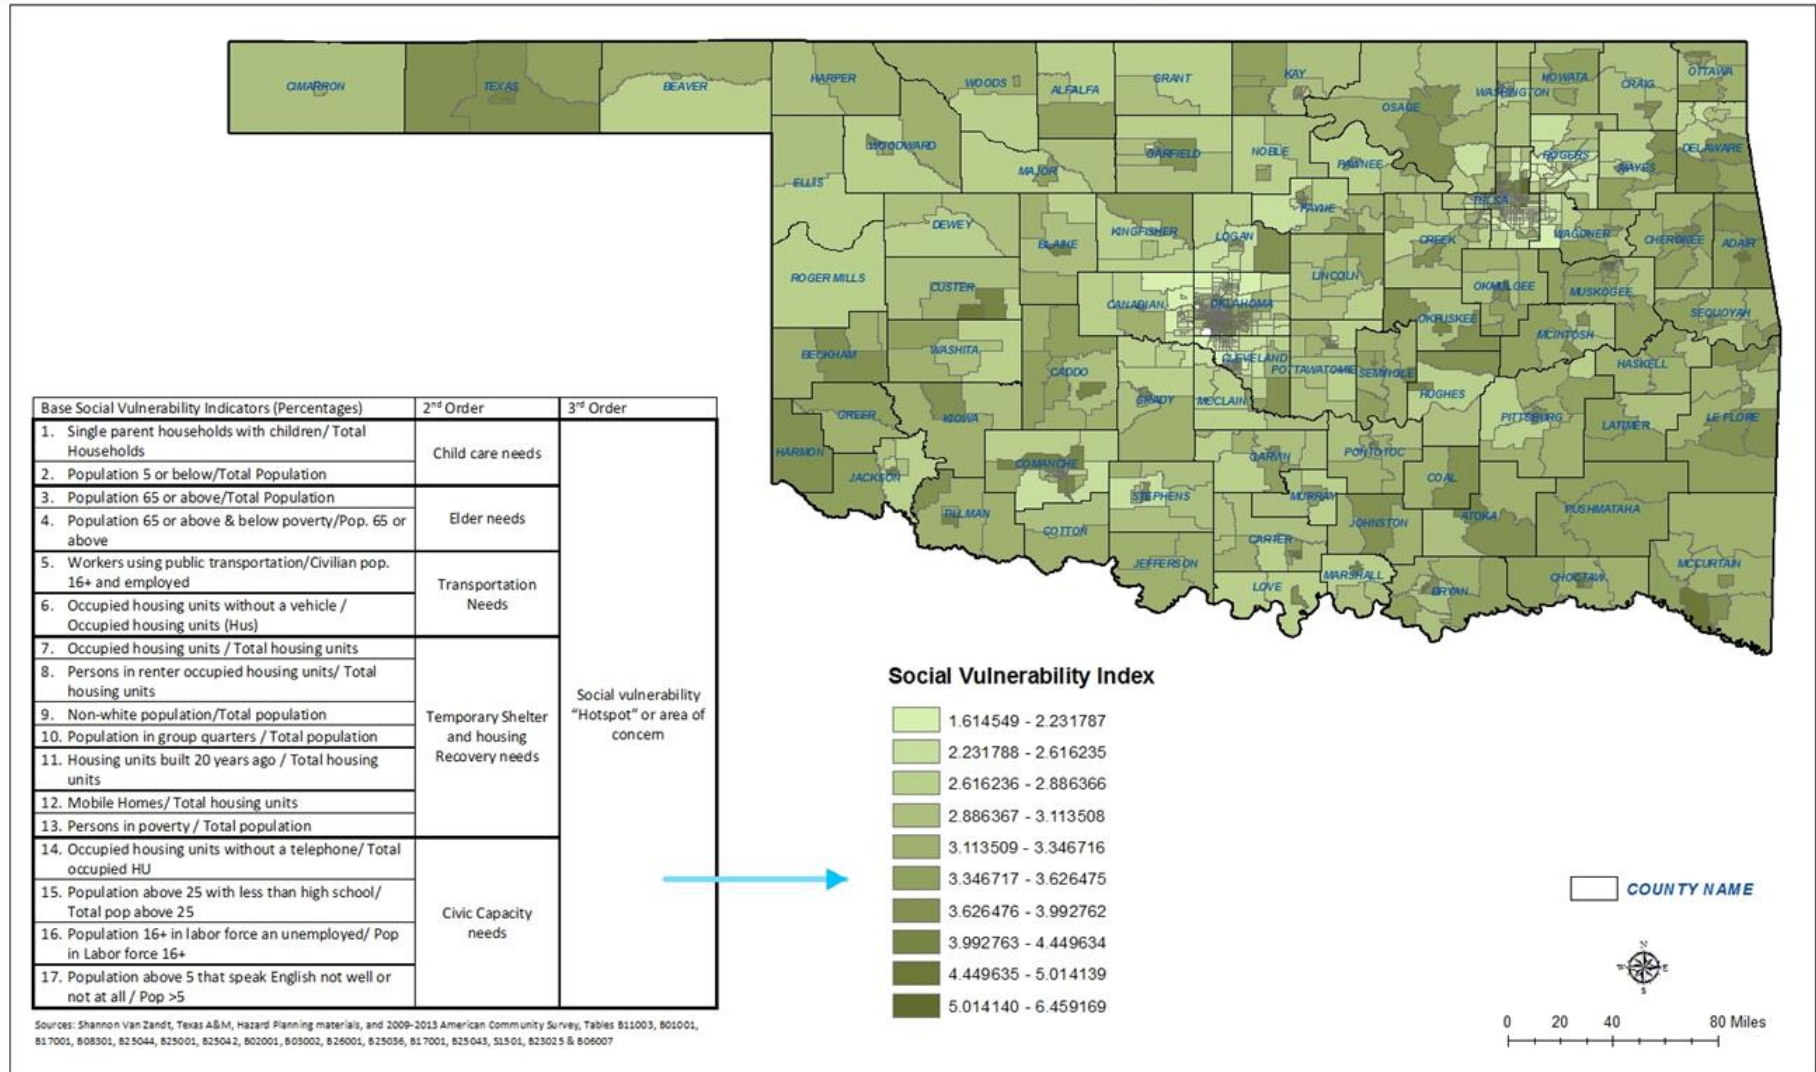 CIMARRON
TEXAS
BEAVER
HARPER
WOODS
ALFALFA
GRANT
KAY
OSAGE
WASHINGTON
NOWATA
CRAIG
OTTAWA
WOODWARD
GARFIELD
NOBLE
PAWNEE
ROGERS
MAYES
DELAWARE
ELLIS
MAJOR
PAYNE
TULSA
DEWEY
BLAINE
KINGFISHER
LOGAN
CREEK
WAGONER
CHEROKEE
ADAIR
ROGER MILLS
CUSTER
CANADIAN
OKLAHOMA
LINCOLN
OKMULGEE
MUSKOGEE
SEQUOYAH
BECKHAM
WASHITA
CADDO
CLEVELAND
POTTAWATOMIE
SEMINOLE
OKFUSKEE
MCINTOSH
HASKELL
GREER
KIOWA
GRADY
MCCLAIN
HUGHES
PITTSBURG
LATIMER
LE FLORE
HARMON
JACKSON
COMANCHE
STEPHENS
GARVIN
PONTOTOC
COAL
TILLMAN
COTTON
MURRAY
JOHNSTON
ATOKA
PUSHMATAHA
JEFFERSON
CARTER
LOVE
MARSHALL
BRYAN
CHOCTAW
MCCURTAIN
Base Social Vulnerability Indicators (Percentages)
2nd Order
3rd Order
1. Single parent households with children/ Total
Households
2. Population 5 or below/Total Population
Child care needs
3. Population 65 or above/Total Population
4. Population 65 or above & below poverty/Pop. 65 or
above
Elder needs
5. Workers using public transportation/Civilian pop.
16+ and employed
6. Occupied housing units without a vehicle /
Occupied housing units (Hus)
Transportation
Needs
7. Occupied housing units / Total housing units
8. Persons in renter occupied housing units/ Total
housing units
9. Non-white population/Total population
10. Population in group quarters / Total population
11. Housing units built 20 years ago / Total housing
units
12. Mobile Homes/ Total housing units
13. Persons in poverty / Total population
Temporary Shelter
and housing
Recovery needs
14. Occupied housing units without a telephone/ Total
occupied HU
15. Population above 25 with less than high school/
Total pop above 25
16. Population 16+ in labor force an unemployed/ Pop
in Labor force 16+
17. Population above 5 that speak English not well or
not at all / Pop >5
Civic Capacity
needs
Social vulnerability
“Hotspot” or area of
concern
Sources: Shannon Van Zandt, Texas A&M, Hazard Planning materials, and 2009-2013 American Community Survey, Tables B11003, B01001,
B17001, B08301, B25044, B25001, B25042, B02001, B03002, B26001, B25036, B17001, B25043, S1501, B23025 & B06007
Social Vulnerability Index
1.614549 - 2.231787
2.231788 - 2.616235
2.616236 - 2.886366
2.886367 - 3.113508
3.113509 - 3.346716
3.346717 - 3.626475
3.626476 - 3.992762
3.992763 - 4.449634
4.449635 - 5.014139
5.014140 - 6.459169
COUNTY NAME
N
W
E
S
0 20 40 80 Miles